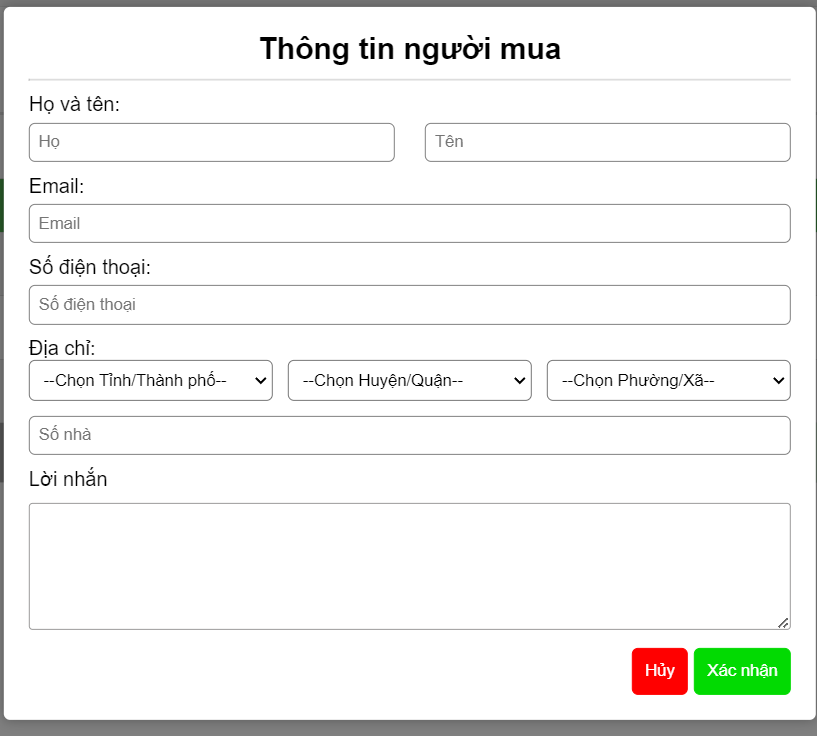 Thông tin người mua
Họ và tên:
Họ Tên
Email:
Email
Số điện thoại:
Số điện thoại
Địa chỉ:
--Chọn Tỉnh/Thành phố-- --Chọn Huyện/Quận-- --Chọn Phường/Xã--
Số nhà
Lời nhắn
Hủy Xác nhận